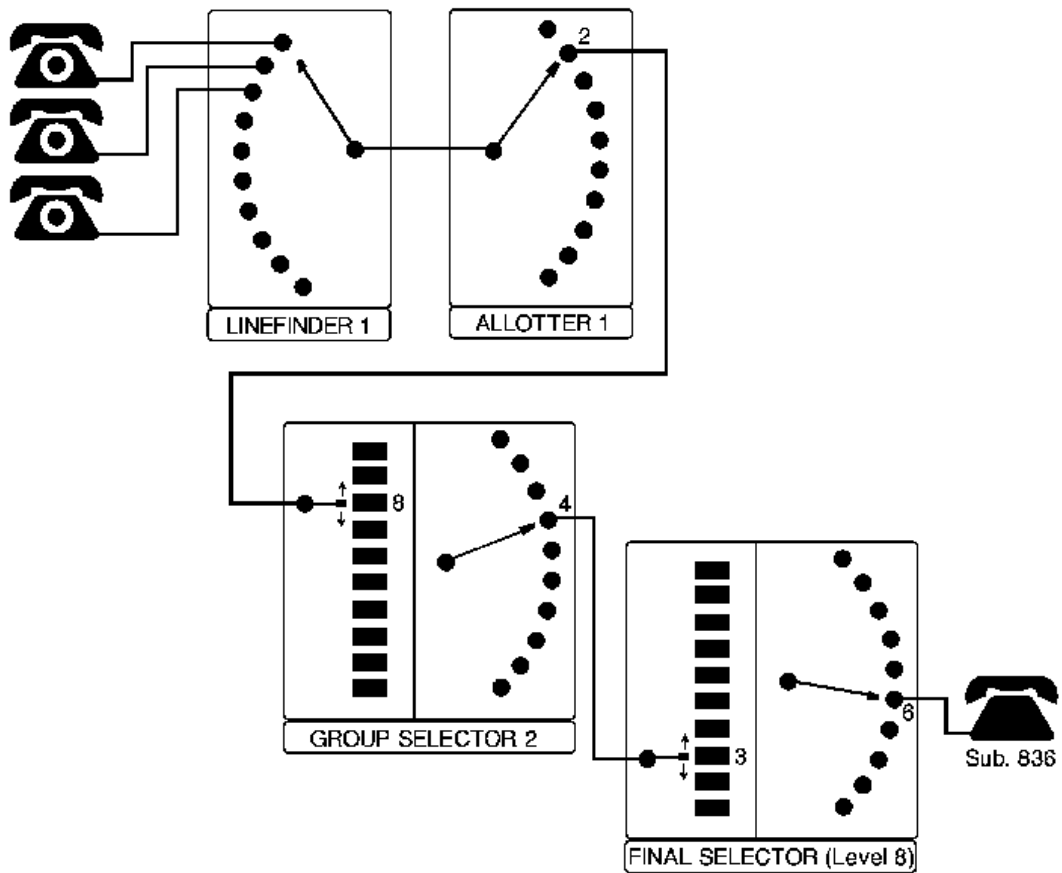 2
LINEFINDER 1
ALLOTTER 1
8
4
GROUP SELECTOR 2
3
6
Sub. 836
FINAL SELECTOR (Level 8)